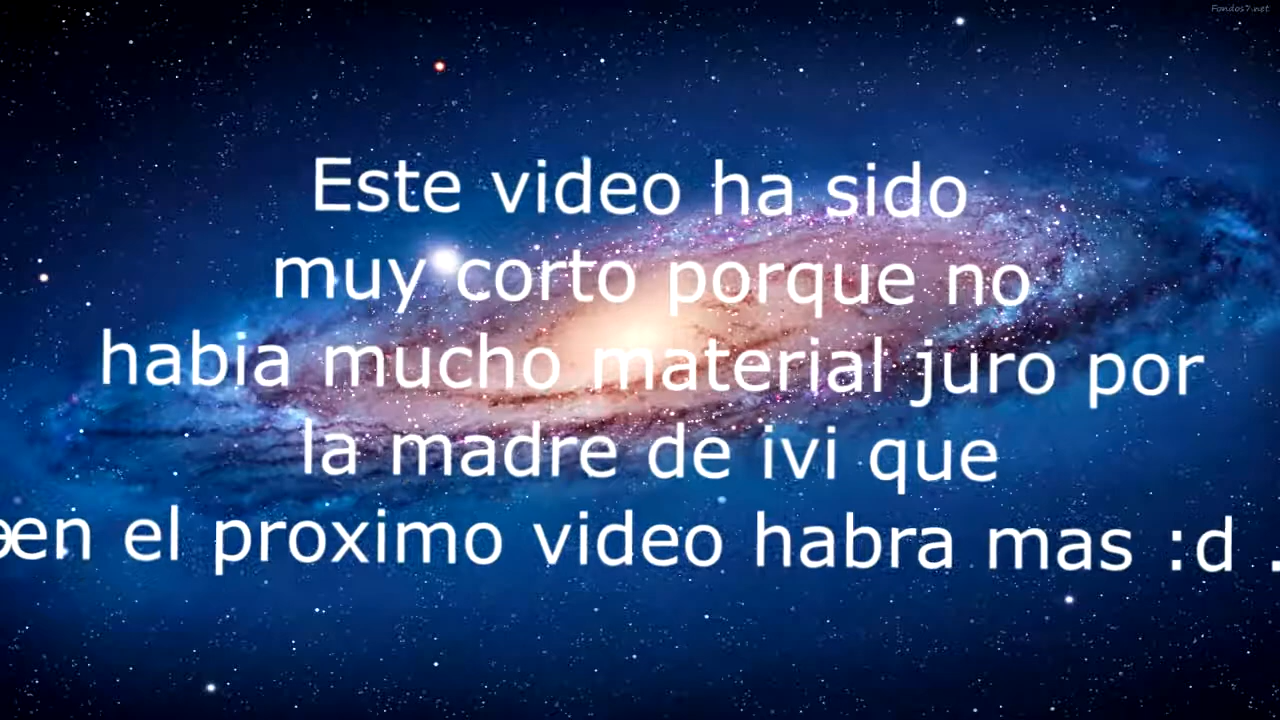 Fondos7.net
Este video ha sido
muy corto porque no
habia mucho material juro por
la madre de ivi que
en el proximo video habra mas :d .